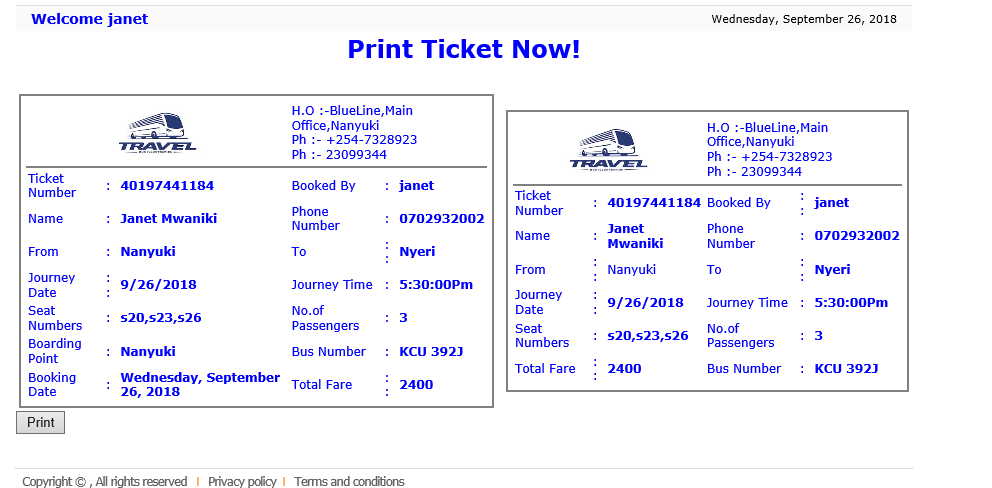 Welcome janet
Wednesday, September 26, 2018
Print Ticket Now!
TRAVEL
BUS ILLUSTRATION
H.O :-BlueLine,Main
Office,Nanyuki
Ph :- +254-7328923
Ph :- 23099344
Ticket
Number : 40197441184 Booked By : janet
Name : Janet Mwaniki Phone
Number : 0702932002
From : Nanyuki To : : Nyeri
Journey
Date : : 9/26/2018 Journey Time : 5:30:00Pm
Seat
Numbers : s20,s23,s26 No.of
Passengers : 3
Boarding
Point : Nanyuki Bus Number : KCU 392J
Booking
Date : Wednesday, September
26, 2018 Total Fare : : 2400
TRAVEL
BUS ILLUSTRATION
H.O :-BlueLine,Main
Office,Nanyuki
Ph :- +254-7328923
Ph :- 23099344
Ticket
Number : 40197441184 Booked By : : janet
Name : Janet
Mwaniki Phone
Number : 0702932002
From : : Nanyuki To : : Nyeri
Journey
Date : : 9/26/2018 Journey Time : 5:30:00Pm
Seat
Numbers : s20,s23,s26 No.of
Passengers : 3
Total Fare : : 2400 Bus Number : KCU 392J
Print
Copyright © , All rights reserved | Privacy policy | Terms and conditions